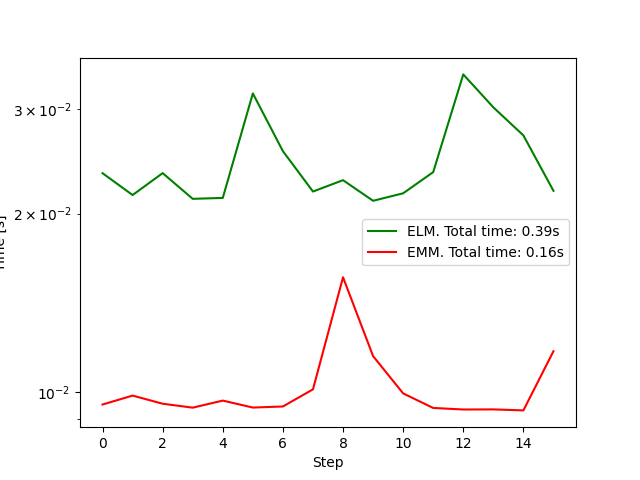 3 × 10⁻²
2 × 10⁻²
10⁻²
Time [s]
ELM. Total time: 0.39s
EMM. Total time: 0.16s
0 2 4 6 8 10 12 14
Step